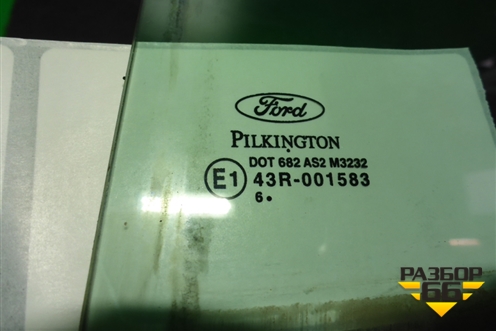 Ford
PILKINGTON
DOT 682 AS2 M3232
E1 43R-001583
6•
РАЗБОР
66